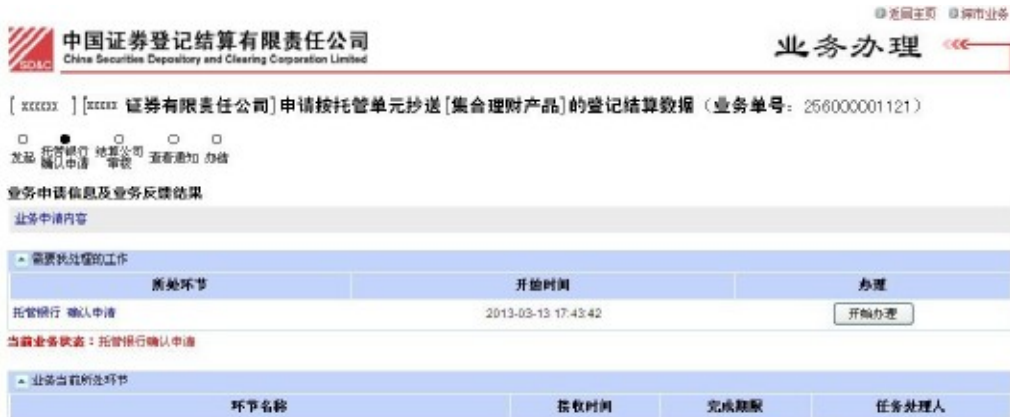 返回主页 深市业务
中国证券登记结算有限责任公司
China Securities Depository and Clearing Corporation Limited
SD&C
业务办理
[ xxxxxx ] [xxxxx 证券有限责任公司]申请按托管单元抄送[集合理财产品]的登记结算数据（业务单号：256000001121）
发起 托管银行确认申请 结算公司审核 查看通知 办结
业务申请信息及业务反馈结果
业务申请内容
需要我处理的工作
所处环节 开始时间 办理
托管银行 确认申请 2013-03-13 17:43:42 开始办理
当前业务状态：托管银行确认申请
业务当前所处环节
环节名称 接收时间 完成期限 任务处理人